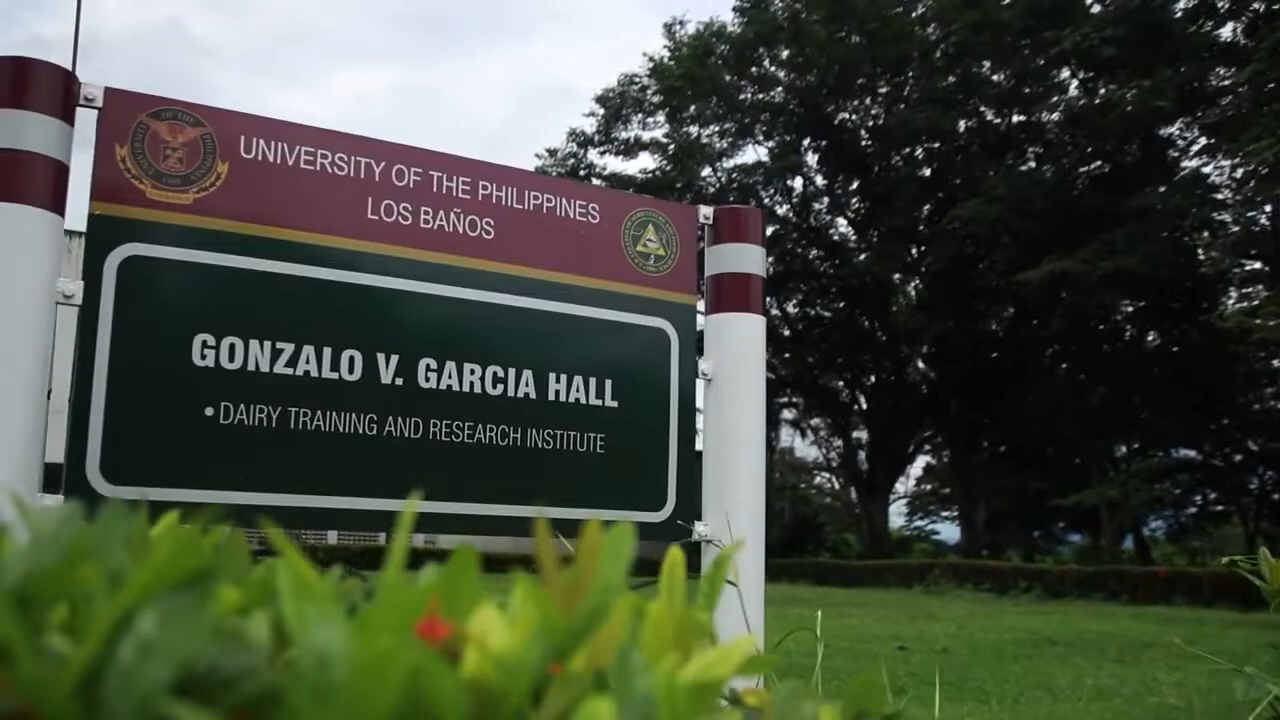 UNIVERSITY OF THE PHILIPPINES
LOS BAÑOS
GONZALO V. GARCIA HALL
•DAIRY TRAINING AND RESEARCH INSTITUTE